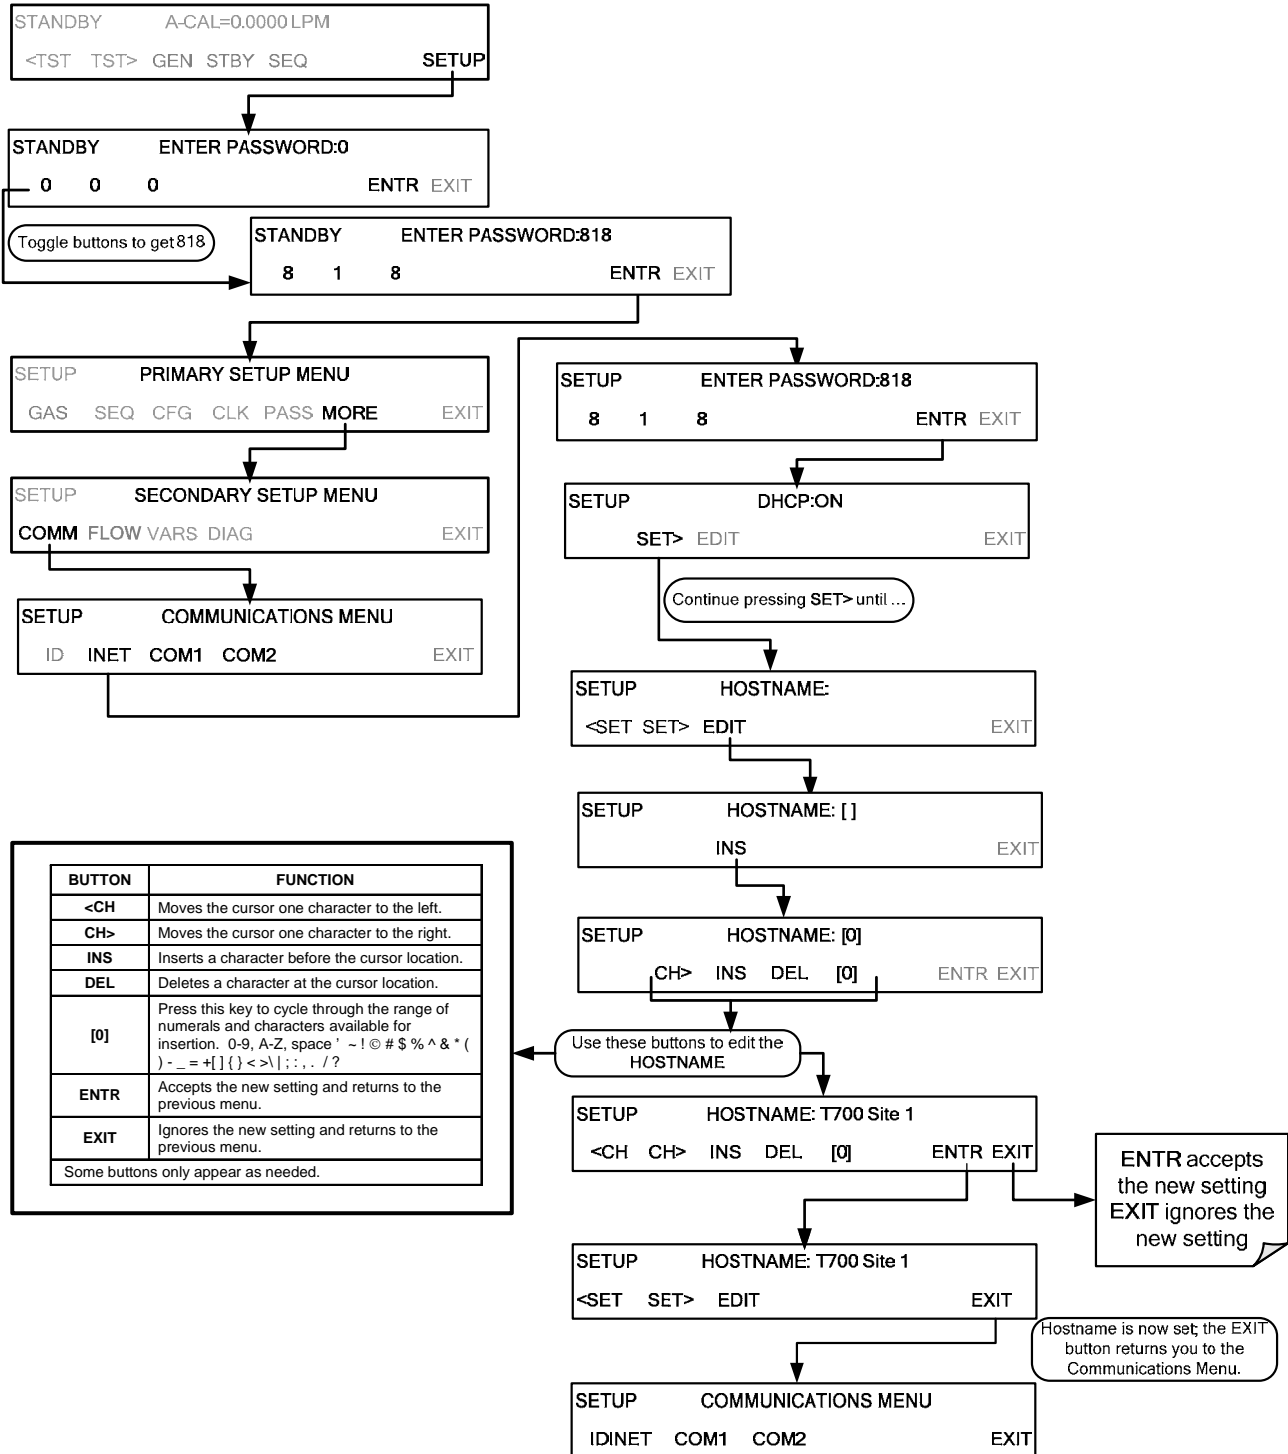 STANDBY A-CAL=0.0000 LPM
<TST TST> GEN STBY SEQ SETUP
STANDBY ENTER PASSWORD:0
0 0 0 ENTR EXIT
Toggle buttons to get 818
STANDBY ENTER PASSWORD:818
8 1 8 ENTR EXIT
SETUP PRIMARY SETUP MENU
GAS SEQ CFG CLK PASS MORE EXIT
SETUP SECONDARY SETUP MENU
COMM FLOW VARS DIAG EXIT
SETUP COMMUNICATIONS MENU
ID INET COM1 COM2 EXIT
SETUP ENTER PASSWORD:818
8 1 8 ENTR EXIT
SETUP DHCP:ON
SET> EDIT EXIT
Continue pressing SET> until ...
SETUP HOSTNAME:
<SET SET> EDIT EXIT
SETUP HOSTNAME: [ ]
INS EXIT
SETUP HOSTNAME: [0]
CH> INS DEL [0] ENTR EXIT
Use these buttons to edit the
HOSTNAME
BUTTON FUNCTION
<CH Moves the cursor one character to the left.
CH> Moves the cursor one character to the right.
INS Inserts a character before the cursor location.
DEL Deletes a character at the cursor location.
[0] Press this key to cycle through the range of
numerals and characters available for
insertion. 0-9, A-Z, space ' ~ ! © # $ % ^ & * (
) - _ = +[ ] { } < >\ | ; : , . / ?
ENTR Accepts the new setting and returns to the
previous menu.
EXIT Ignores the new setting and returns to the
previous menu.
Some buttons only appear as needed.
SETUP HOSTNAME: T700 Site 1
<CH CH> INS DEL [0] ENTR EXIT
ENTR accepts
the new setting
EXIT ignores the
new setting
SETUP HOSTNAME: T700 Site 1
<SET SET> EDIT EXIT
Hostname is now set; the EXIT
button returns you to the
Communications Menu.
SETUP COMMUNICATIONS MENU
IDINET COM1 COM2 EXIT